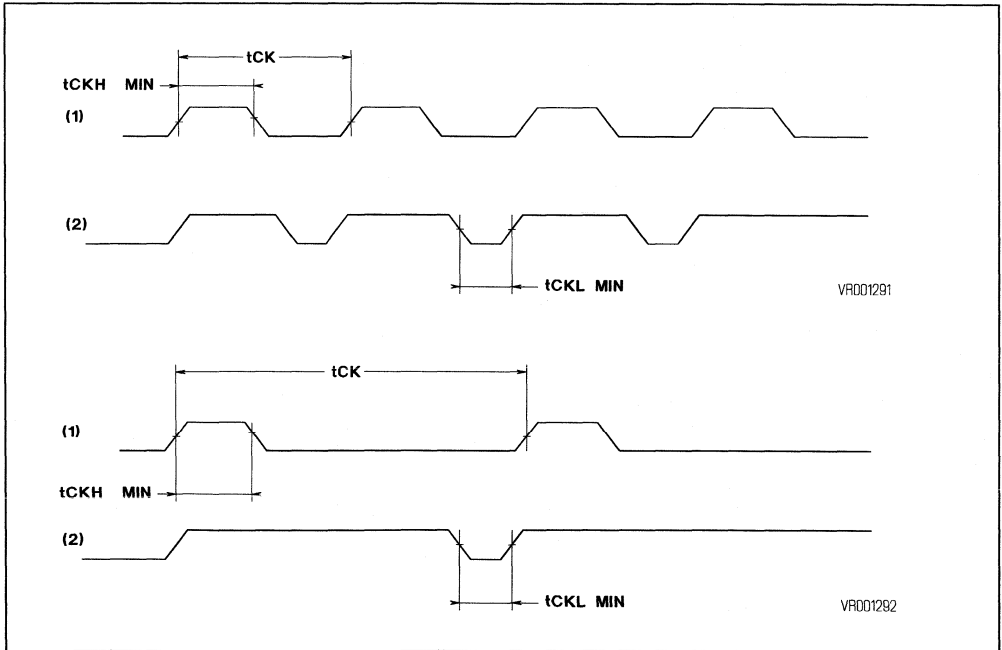 tCK
tCKH MIN
(1)
(2)
tCKL MIN
VR001291
tCK
(1)
tCKH MIN
(2)
tCKL MIN
VR001292